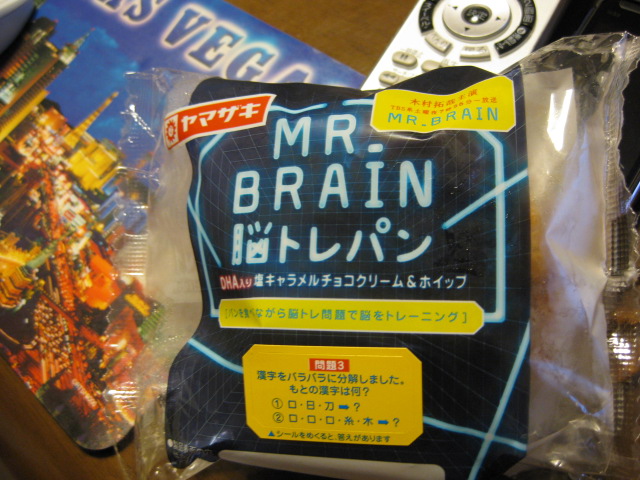 AS VEGA
ヤマザキ
木村拓哉主演
MR.BRAIN
MR.
BRAIN
脳トレパン
DHA入り 塩キャラメルチョコクリーム&ホイップ
[パンを食べながら脳トレ問題で脳をトレーニング]
問題3
漢字をバラバラに分解しました。
もとの漢字は何?
① ロ・日・刀 ➡ ?
② ロ・ロ・ロ・糸・木 ➡ ?
▲シールをめくると、答えがあります